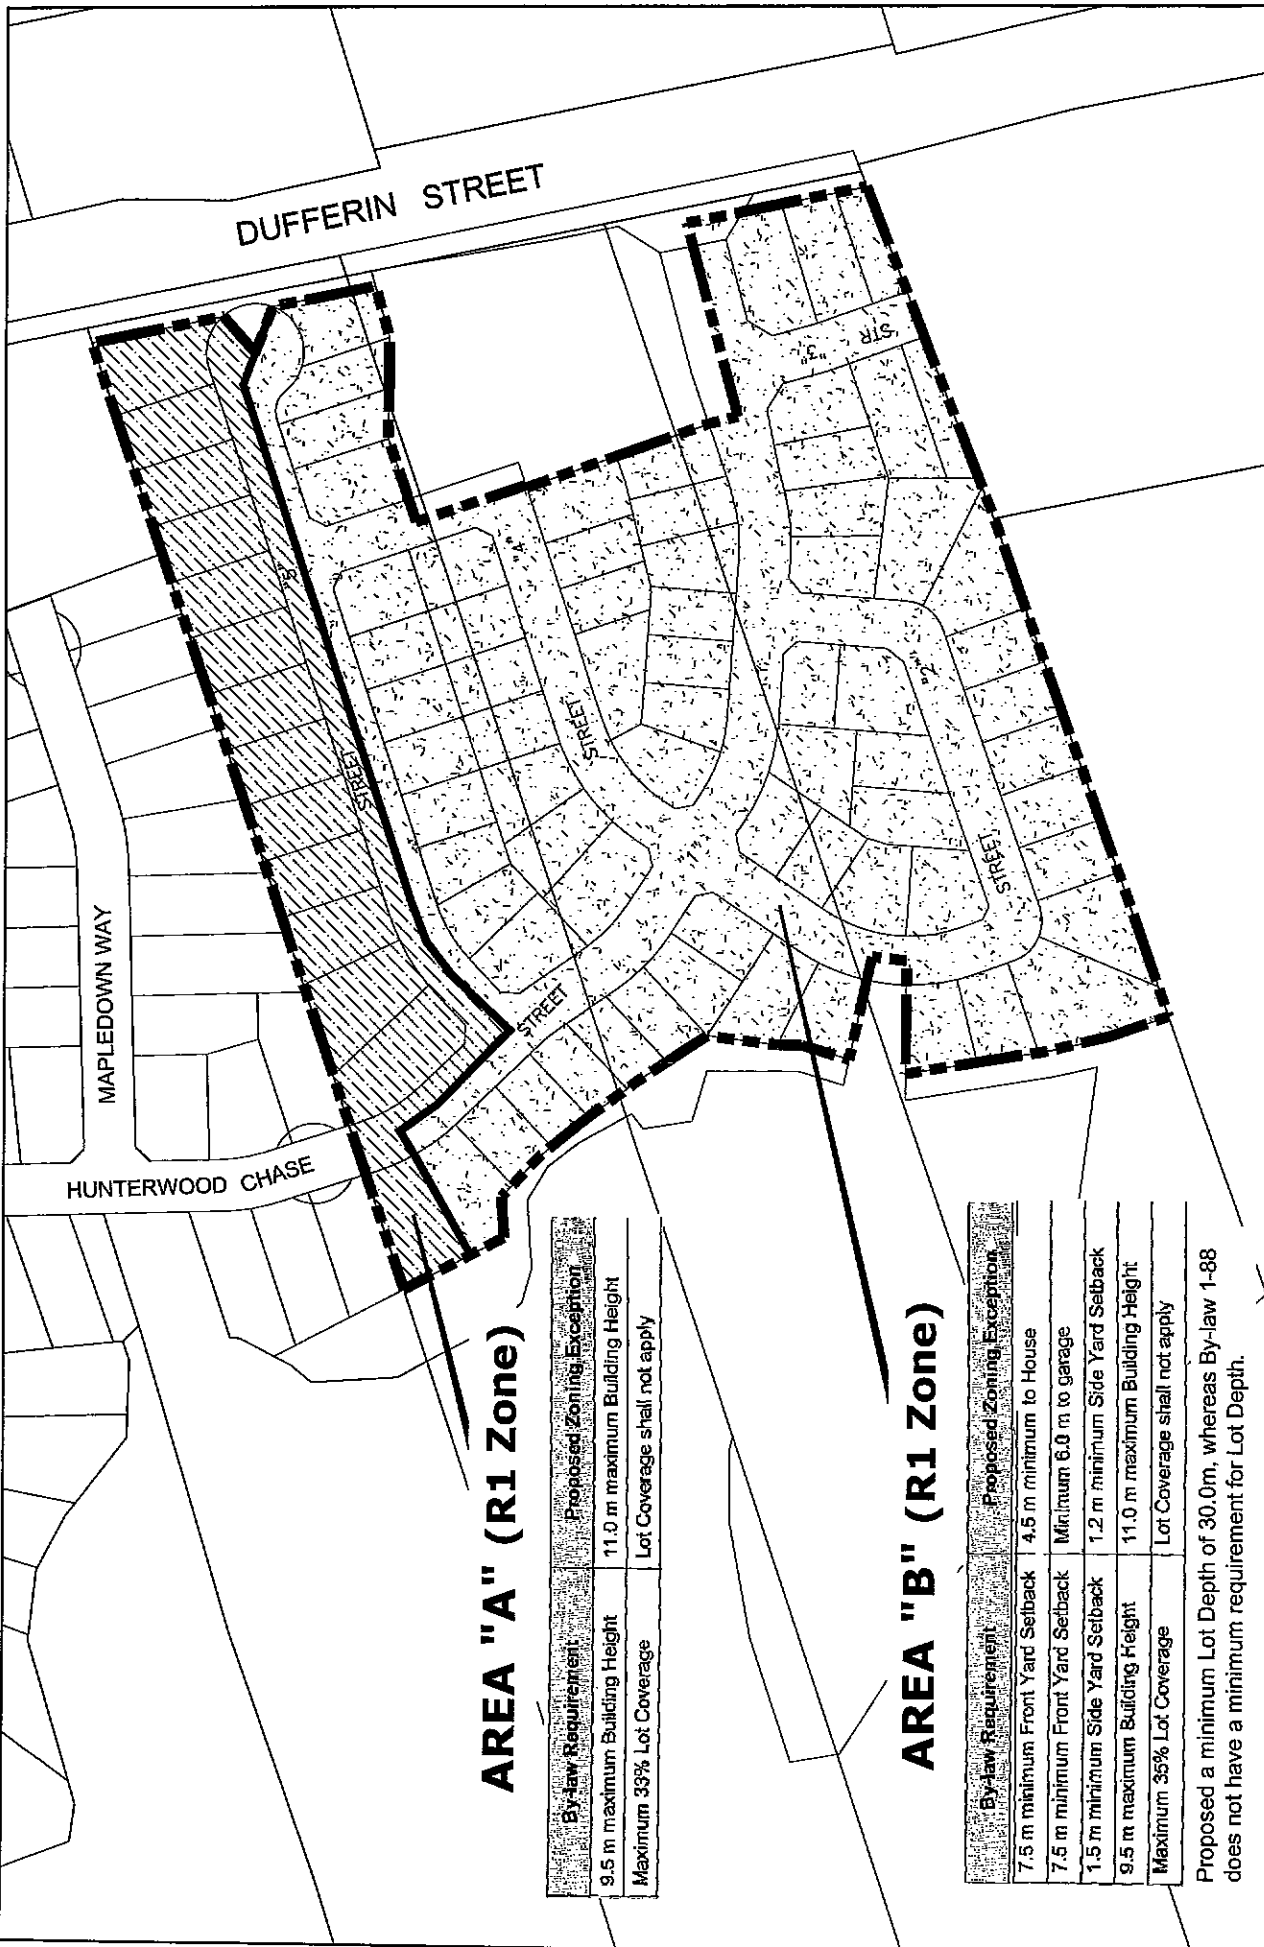 DUFFERIN STREET
MAPLEDOWN WAY
HUNTERWOOD CHASE
STREET "5"
STREET "4"
STREET "1"
STREET "2"
STR "3"
AREA "A" (R1 Zone)
By-law Requirement Proposed Zoning Exception
9.5 m maximum Building Height 11.0 m maximum Building Height
Maximum 33% Lot Coverage Lot Coverage shall not apply
AREA "B" (R1 Zone)
By-law Requirement Proposed Zoning Exception
7.5 m minimum Front Yard Setback 4.5 m minimum to House
7.5 m minimum Front Yard Setback Minimum 6.0 m to garage
1.5 m minimum Side Yard Setback 1.2 m minimum Side Yard Setback
9.5 m maximum Building Height 11.0 m maximum Building Height
Maximum 35% Lot Coverage Lot Coverage shall not apply
Proposed a minimum Lot Depth of 30.0m, whereas By-law 1-88
does not have a minimum requirement for Lot Depth.